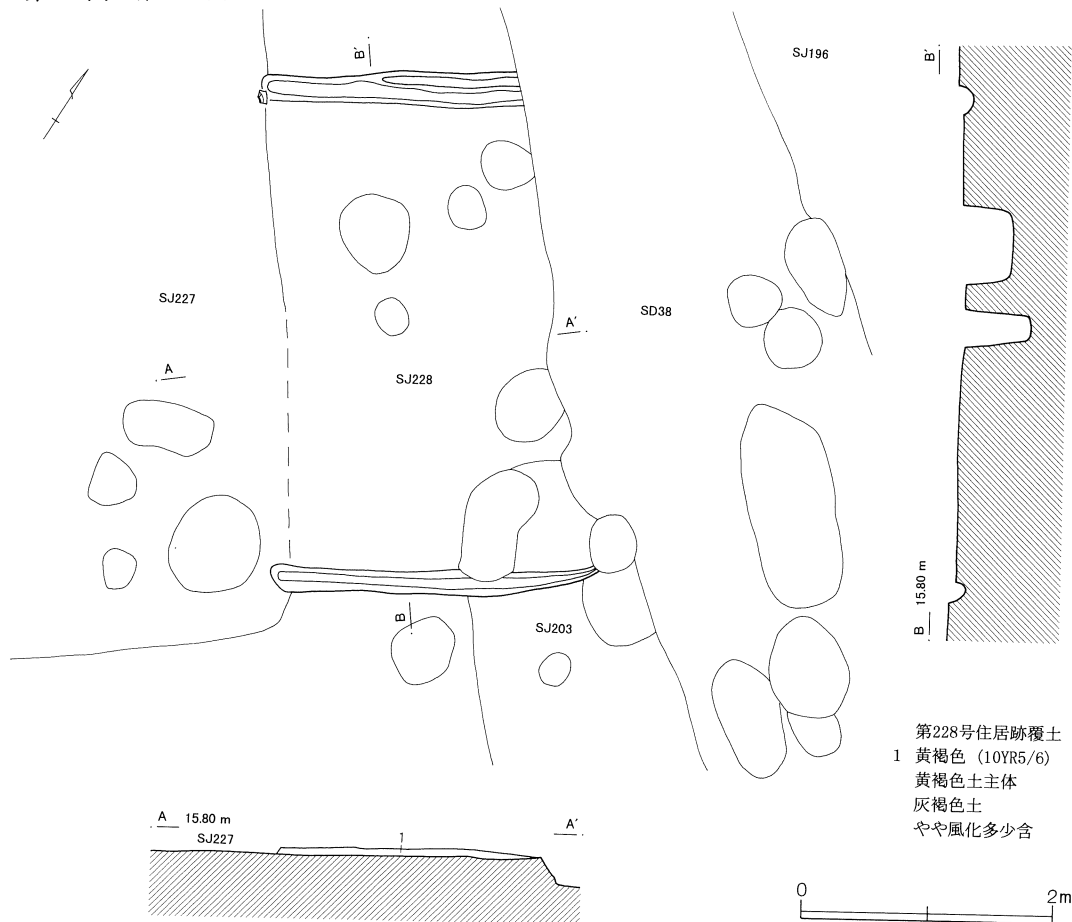 SJ196
B′
B′
SJ227
SD38
A′
A
SJ228
B
SJ203
15.80 m
B
第228号住居跡覆土
1 黄褐色 (10YR5/6)
黄褐色土主体
灰褐色土
やや風化多少含
A 15.80 m
A′
SJ227
1
0
2m